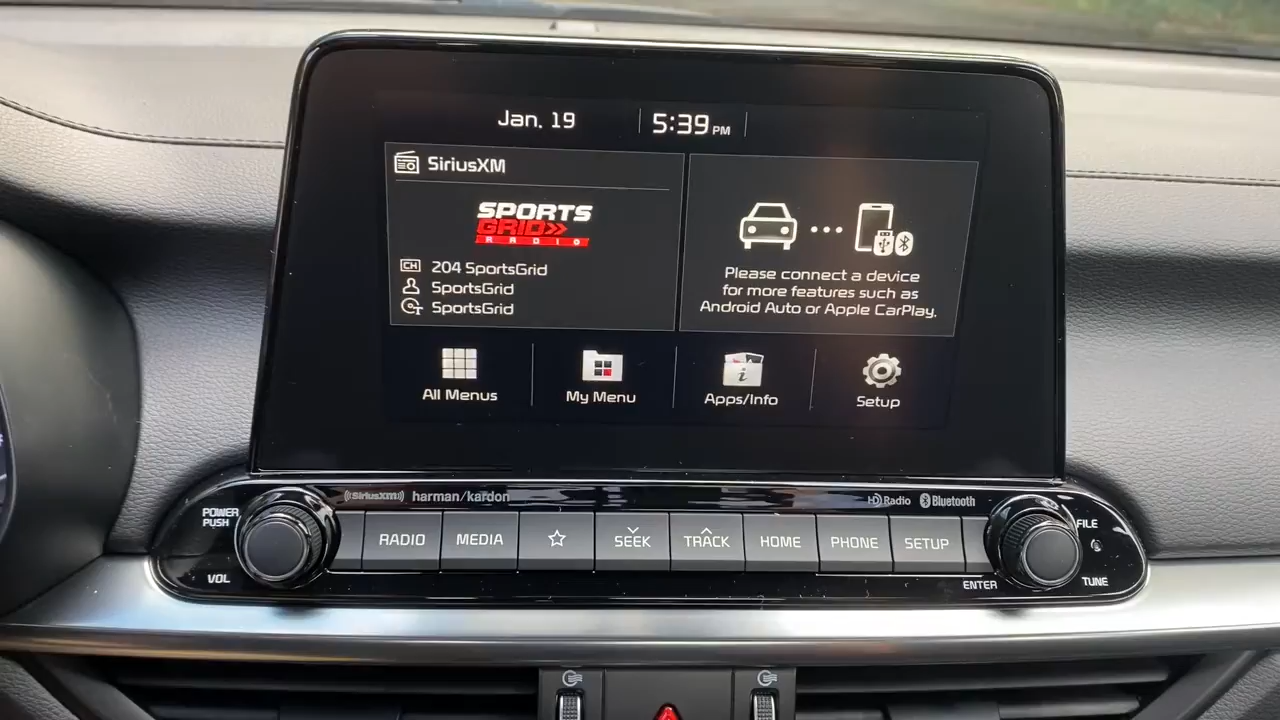 Jan. 19
5:39 PM
SiriusXM
SPORTS
GRID
RADIO
CH 204 SportsGrid
SportsGrid
SportsGrid
Please connect a device
for more features such as
Android Auto or Apple CarPlay.
All Menus
My Menu
Apps/Info
Setup
((SiriusXM)) harman/kardon
HD Radio Bluetooth
POWER
PUSH
VOL
RADIO
MEDIA
SEEK
TRACK
HOME
PHONE
SETUP
FILE
TUNE
ENTER